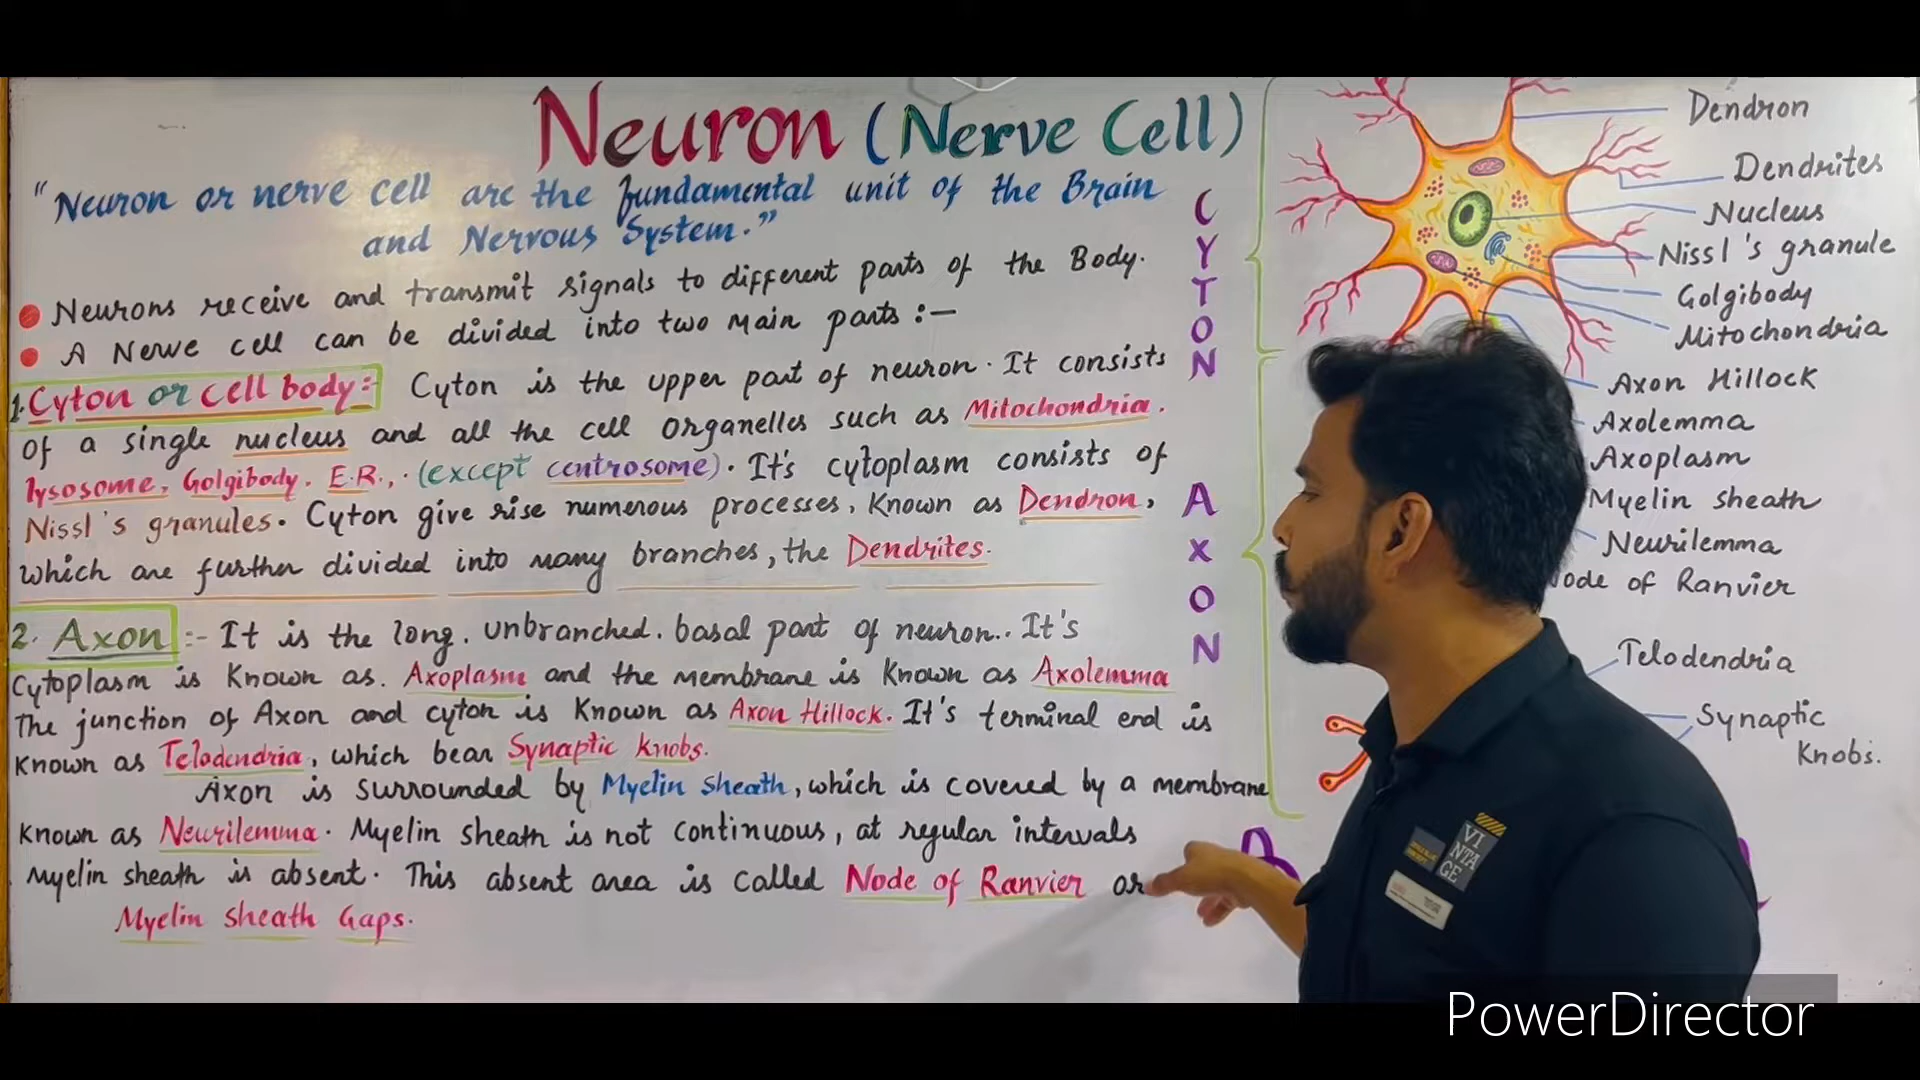 Neuron (Nerve Cell)
"Neuron or nerve cell are the fundamental unit of the Brain
and Nervous System."
Neurons receive and transmit signals to different parts of the Body.
A Nerve cell can be divided into two Main parts :-
1. Cyton or cell body:- Cyton is the upper part of neuron. It consists
of a single nucleus and all the cell organelles such as Mitochondria,
lysosome, Golgibody, E.R., (except centrosome). It's cytoplasm consists of
Nissl's granules. Cyton give rise numerous processes, Known as Dendron,
which are further divided into many branches, the Dendrites.
2. Axon :- It is the long, unbranched, basal part of neuron.. It's
Cytoplasm is Known as. Axoplasm and the membrane is Known as Axolemma
The junction of Axon and cyton is Known as Axon Hillock. It's terminal end is
Known as Telodendria, which bear Synaptic Knobs.
Axon is surrounded by Myelin sheath, which is covered by a membrane
Known as Neurilemma. Myelin sheath is not continuous, at regular intervals
Myelin sheath is absent. This absent area is called Node of Ranvier or
Myelin sheath Gaps.
CYTON
AXON
Dendron
Dendrites
Nucleus
Nissl's granule
Golgibody
Mitochondria
Axon Hillock
Axolemma
Axoplasm
Myelin sheath
Neurilemma
ode of Ranvier
Telodendria
Synaptic
Knobs.
VINTAGE
PowerDirector